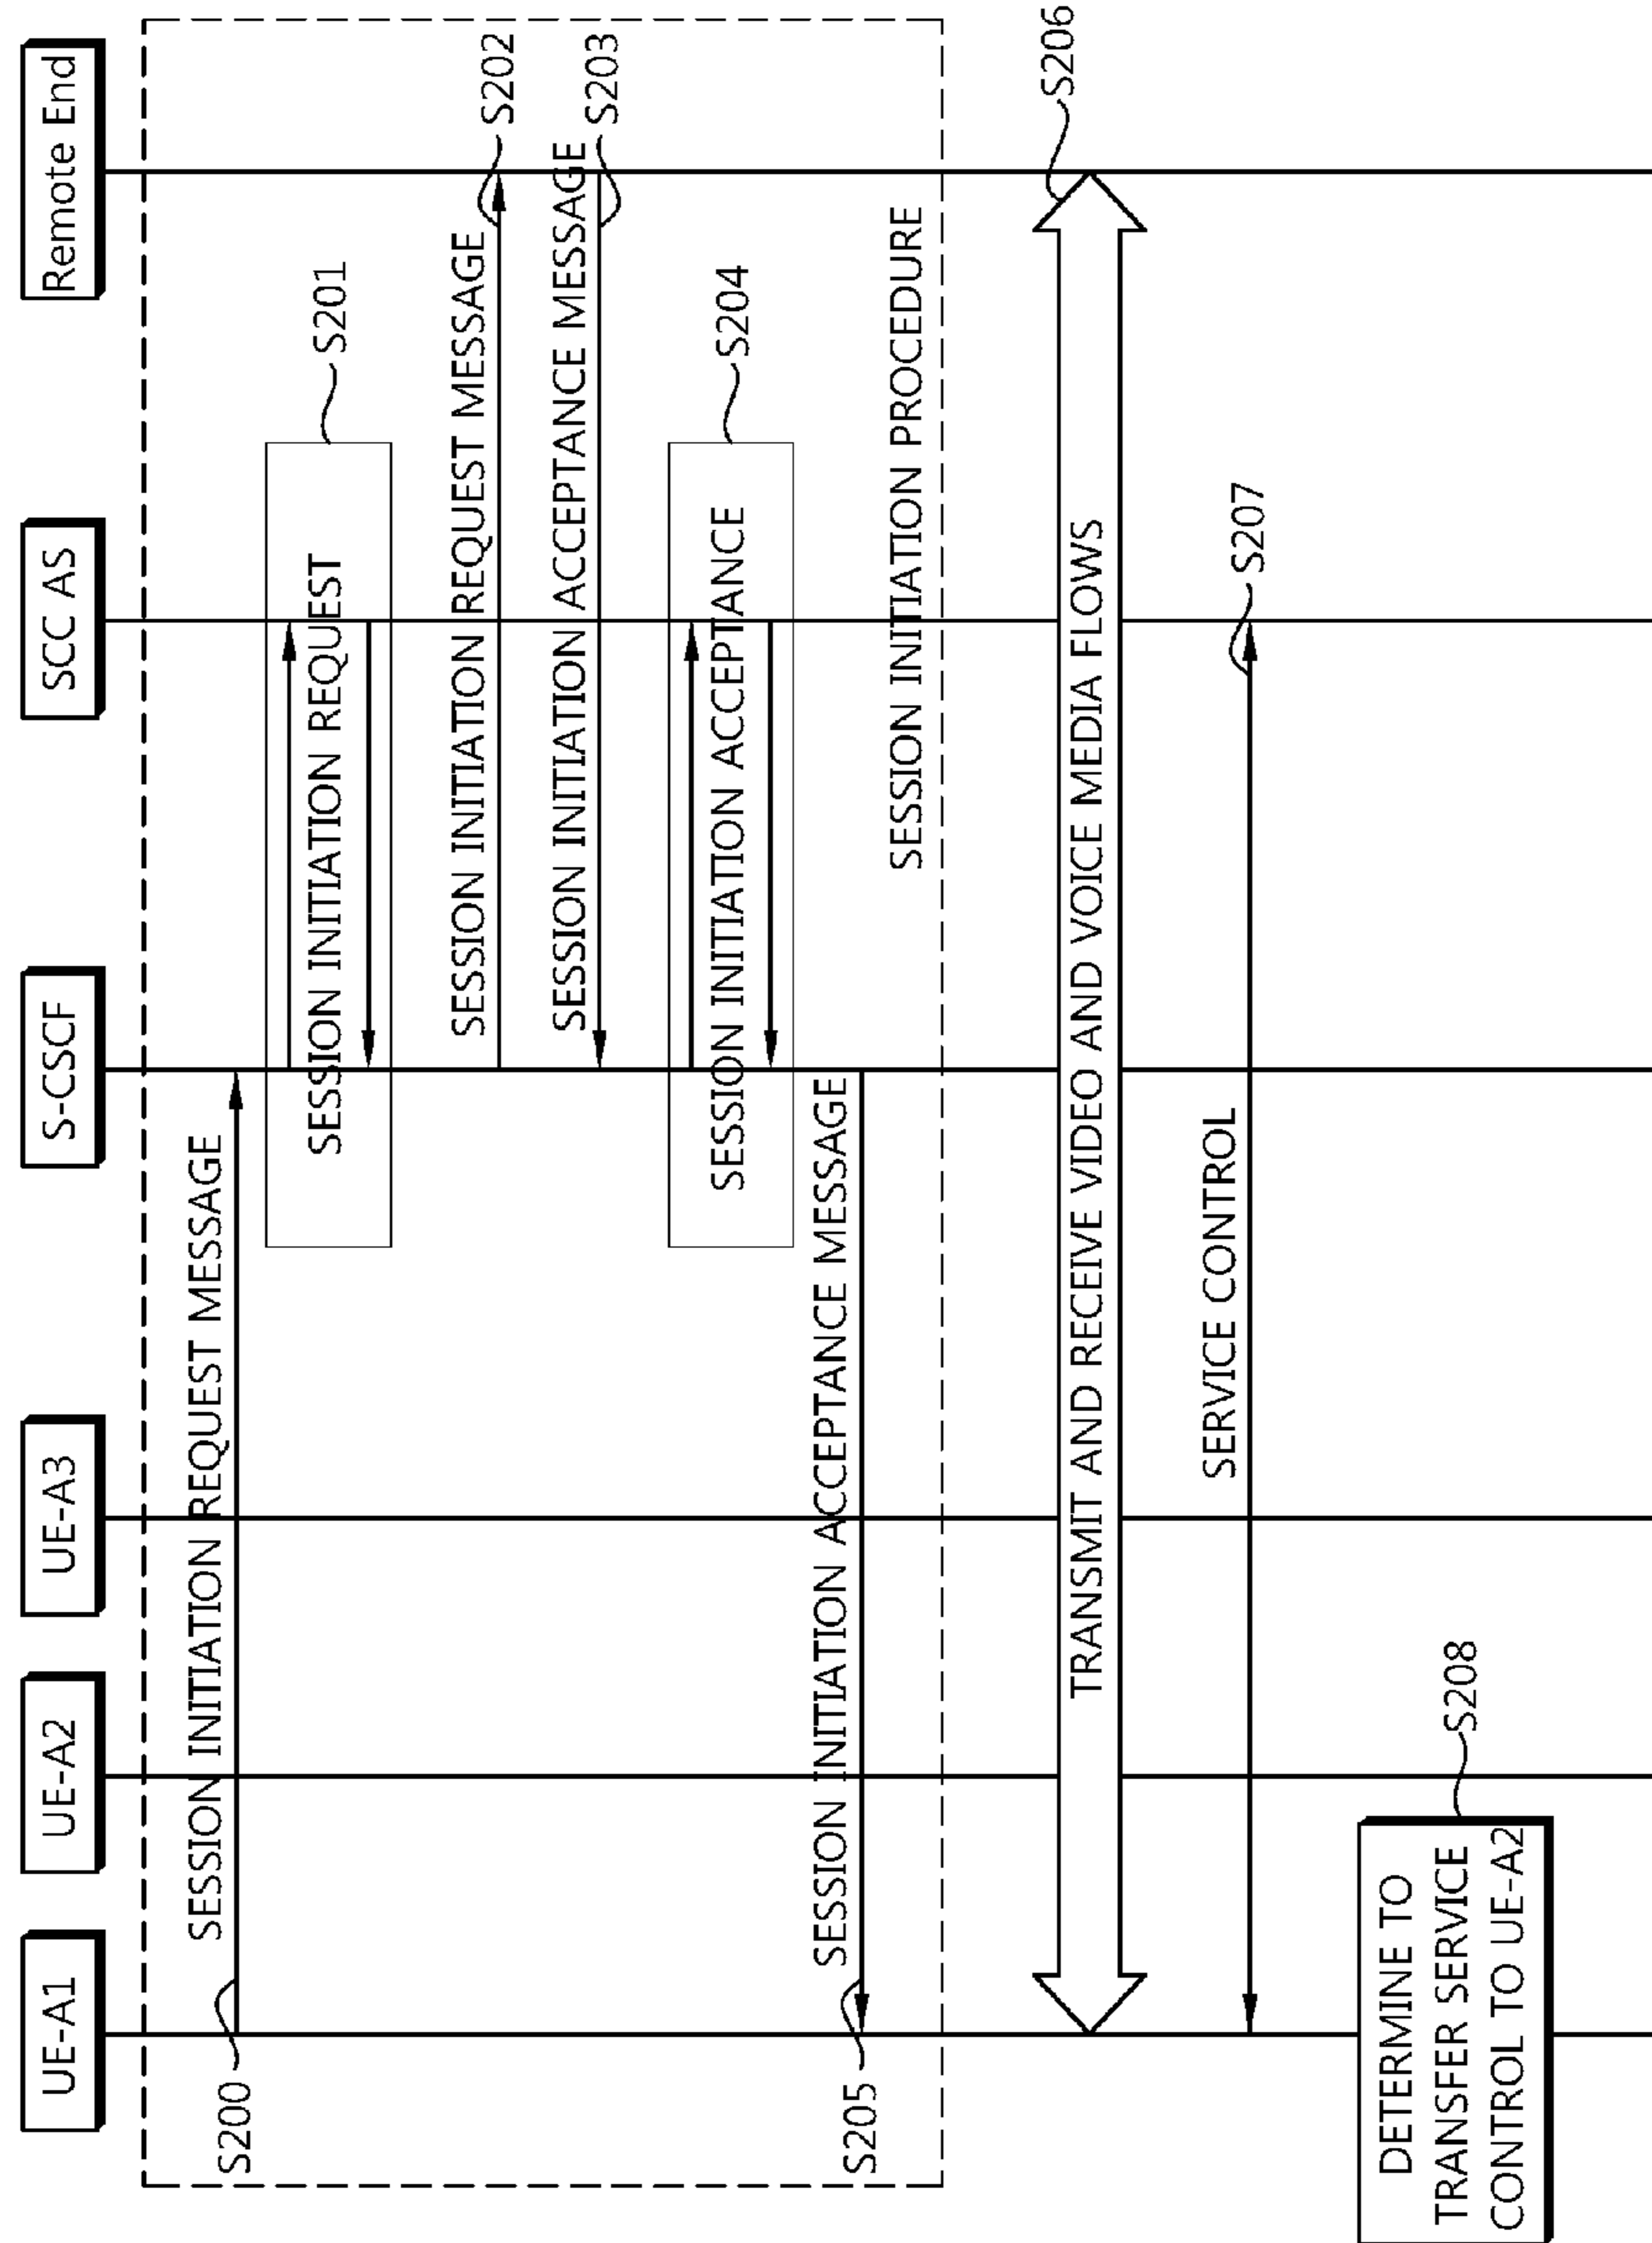 UE-A1
UE-A2
UE-A3
S-CSCF
SCC AS
Remote End
S200
SESSION INITIATION REQUEST MESSAGE
SESSION INITIATION REQUEST
S201
SESSION INITIATION REQUEST MESSAGE
S202
SESSION INITIATION ACCEPTANCE MESSAGE
S203
SESSION INITIATION ACCEPTANCE
S204
S205
SESSION INITIATION ACCEPTANCE MESSAGE
SESSION INITIATION PROCEDURE
TRANSMIT AND RECEIVE VIDEO AND VOICE MEDIA FLOWS
S206
SERVICE CONTROL
S207
DETERMINE TO
TRANSFER SERVICE
CONTROL TO UE-A2
S208